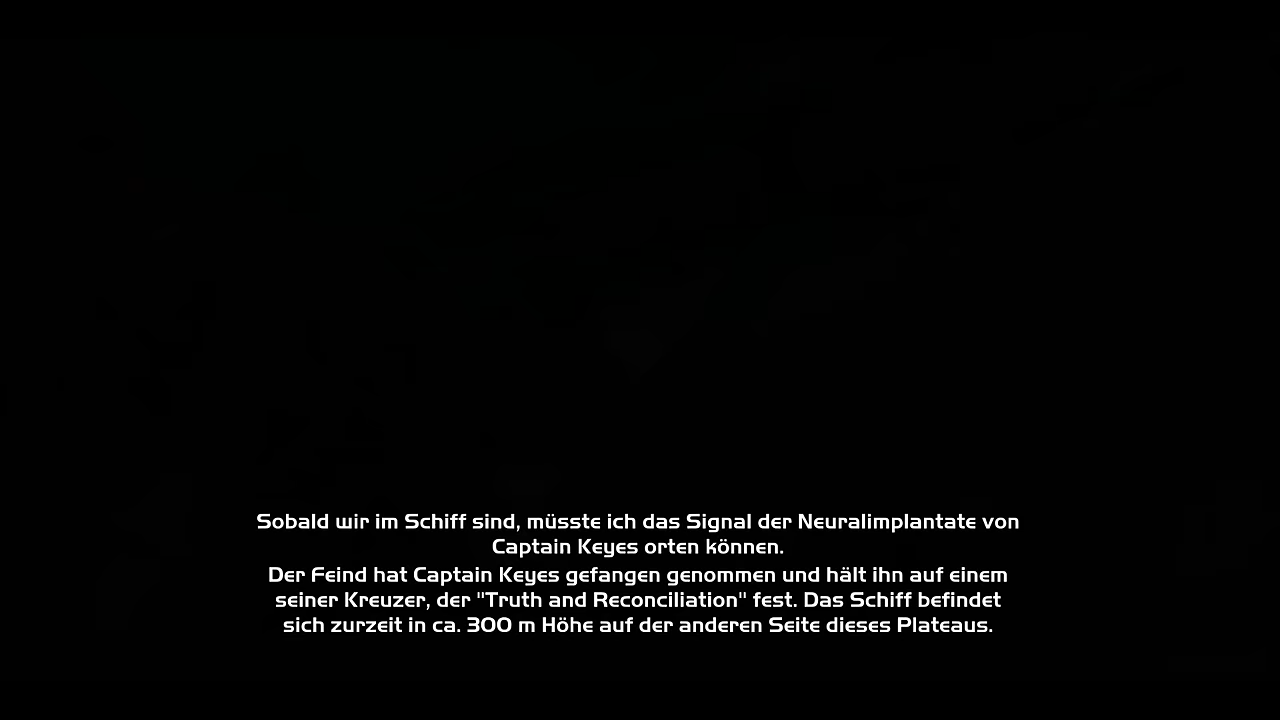 Sobald wir im Schiff sind, müsste ich das Signal der Neuralimplantate von
Captain Keyes orten können.
Der Feind hat Captain Keyes gefangen genommen und hält ihn auf einem
seiner Kreuzer, der "Truth and Reconciliation" fest. Das Schiff befindet
sich zurzeit in ca. 300 m Höhe auf der anderen Seite dieses Plateaus.